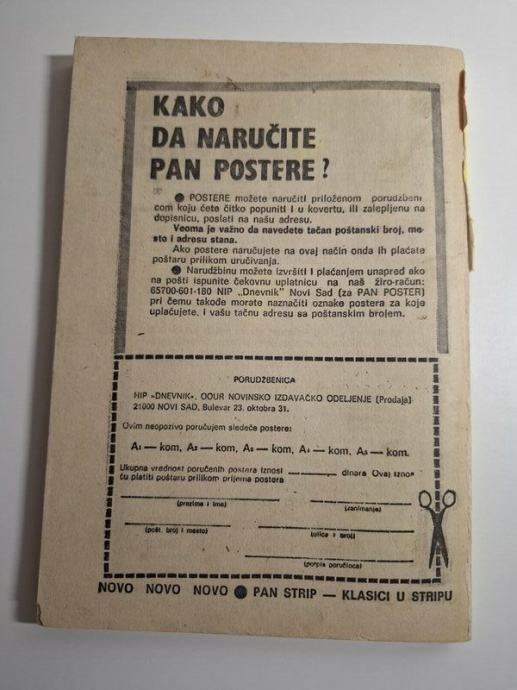 KAKO
DA NARUČITE
PAN POSTERE?
● POSTERE možete naručiti priloženom porudžbeni
com koju ćete čitko popuniti i u kovertu, ili zalepljenu na
dopisnicu, poslati na našu adresu.
Veoma je važno da navedete tačan poštanski broj, me
sto i adresu stana.
Ako postere naručujete na ovaj način onda ih plaćate
poštaru prilikom uručivanja.
● Narudžbinu možete izvršiti i plaćanjem unapred ako
na pošti ispunite čekovnu uplatnicu na naš žiro-račun:
65700-601-180 NIP „Dnevnik" Novi Sad (za PAN POSTER)
pri čemu takođe morate naznačiti oznake postera za koje
uplaćujete, i vašu tačnu adresu sa poštanskim brojem.
PORUDŽBENICA
NIP »DNEVNIK«, OOUR NOVINSKO IZDAVAČKO ODELJENJE (Prodaja)
21000 NOVI SAD, Bulevar 23. oktobra 31.
Ovim neopozivo poručujem sledeće postere:
A1 — kom, A2 — kom, A3 — kom, A4 — kom, A5 — kom.
Ukupna vrednost poručenih postera iznosi ________ dinara Ovaj iznos
ću platiti poštaru prilikom prijema postera
(prezime i ime) (zanimanje)
(pošt. broj i mesto) (ulica i broj)
(potpis poručioca)
NOVO NOVO NOVO ● PAN STRIP — KLASICI U STRIPU